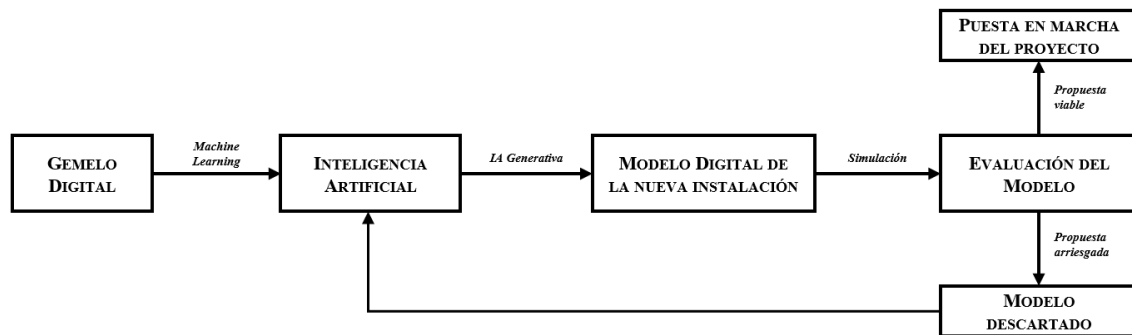 PUESTA EN MARCHA
DEL PROYECTO
Propuesta
viable
Machine
Learning
GEMELO
DIGITAL
INTELIGENCIA
ARTIFICIAL
IA Generativa
MODELO DIGITAL DE
LA NUEVA INSTALACIÓN
Simulación
EVALUACIÓN DEL
MODELO
Propuesta
arriesgada
MODELO
DESCARTADO